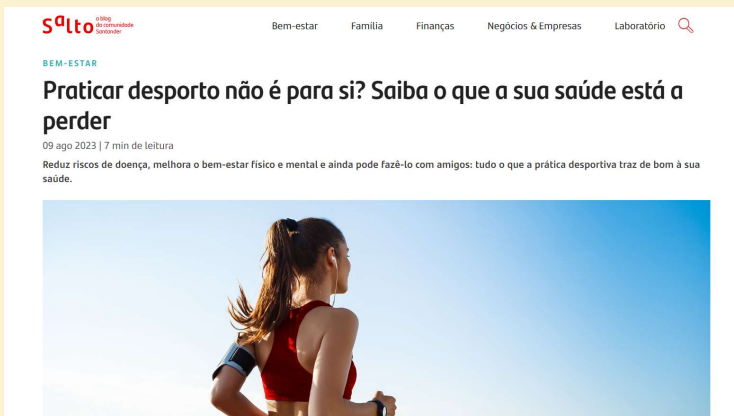 Salto o blog
da comunidade
Santander
Bem-estar Família Finanças Negócios & Empresas Laboratório
BEM-ESTAR
Praticar desporto não é para si? Saiba o que a sua saúde está a
perder
09 ago 2023 | 7 min de leitura
Reduz riscos de doença, melhora o bem-estar físico e mental e ainda pode fazê-lo com amigos: tudo o que a prática desportiva traz de bom à sua
saúde.